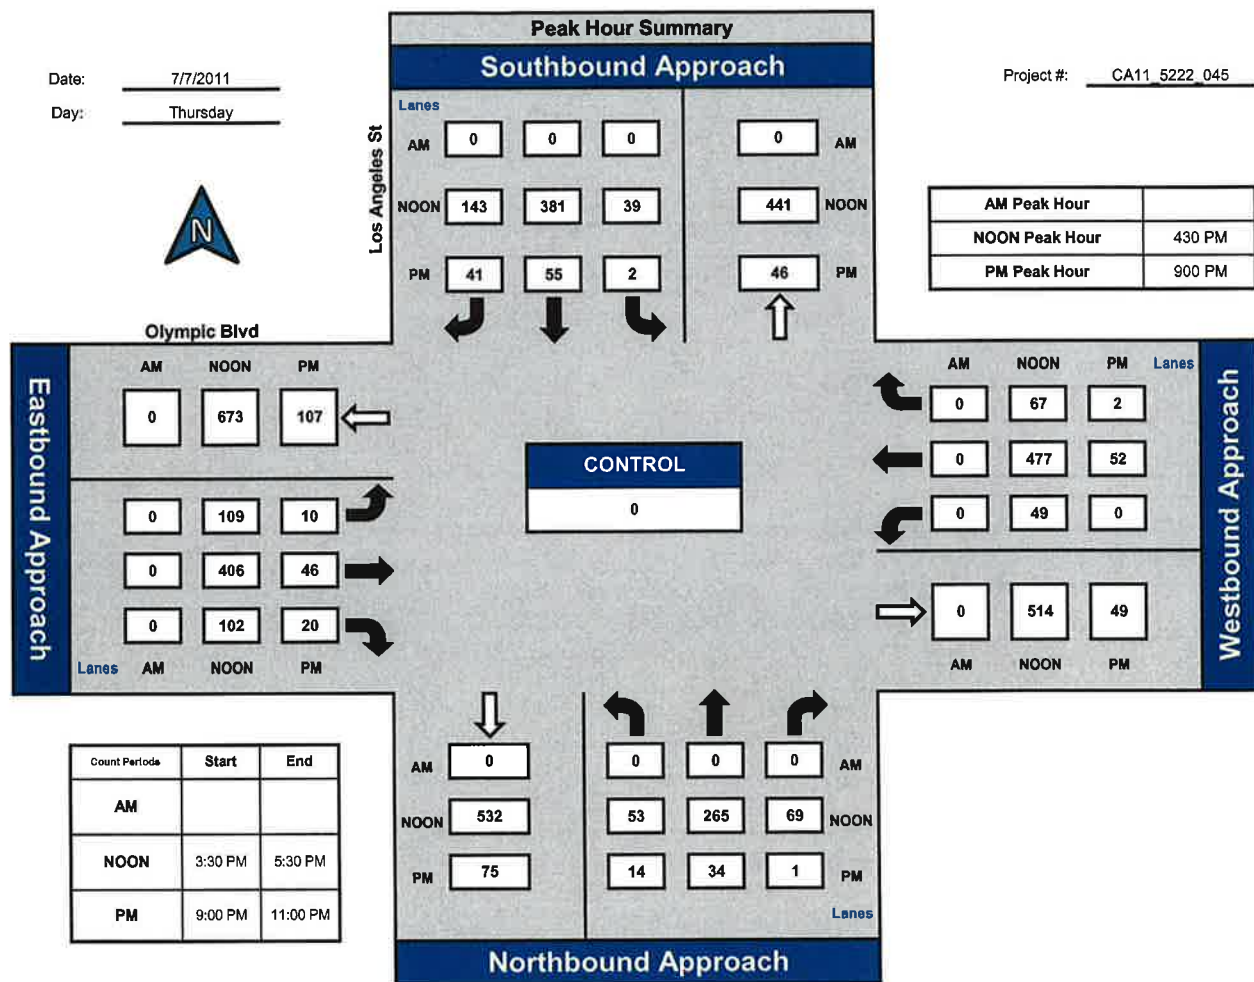 Peak Hour Summary
Southbound Approach
Date: 7/7/2011
Day: Thursday
Project #: CA11_5222_045
N
Los Angeles St
Lanes
AM 0 0 0 0 AM
NOON 143 381 39 441 NOON
PM 41 55 2 46 PM
AM Peak Hour
NOON Peak Hour 430 PM
PM Peak Hour 900 PM
Olympic Blvd
Eastbound Approach
AM NOON PM
0 673 107
0 109 10
0 406 46
0 102 20
Lanes AM NOON PM
CONTROL
0
AM NOON PM Lanes
0 67 2
0 477 52
0 49 0
0 514 49
AM NOON PM
Westbound Approach
AM 0 0 0 0 AM
NOON 532 53 265 69 NOON
PM 75 14 34 1 PM
Lanes
Northbound Approach
Count Periods Start End
AM
NOON 3:30 PM 5:30 PM
PM 9:00 PM 11:00 PM